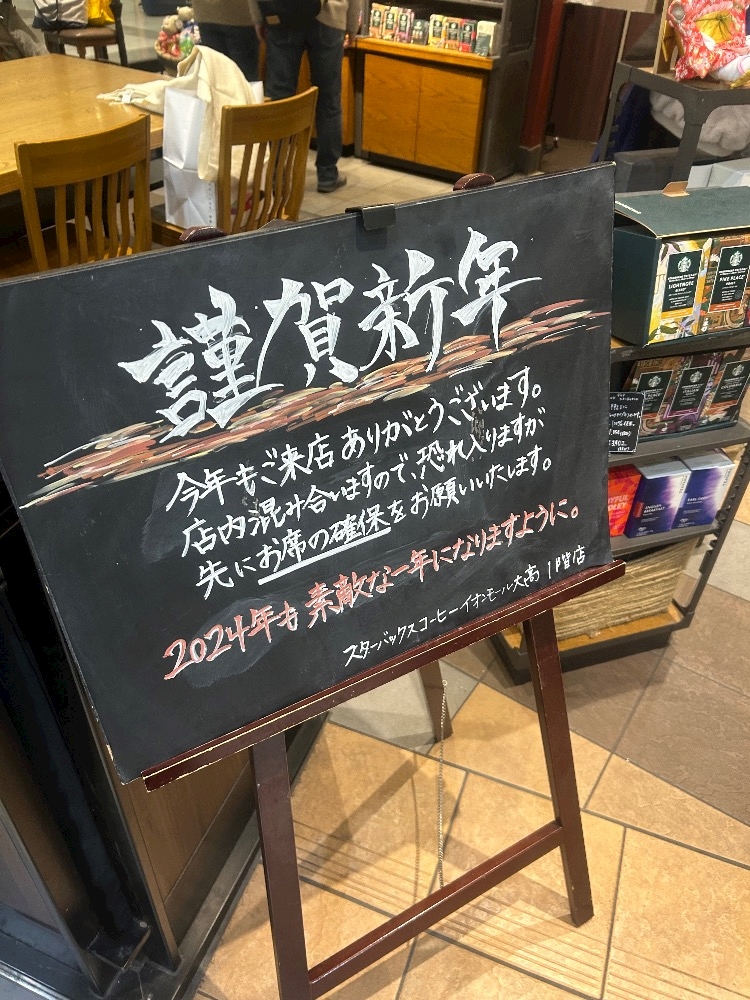 謹賀新年
今年もご来店ありがとうございます。
店内混み合いますので、恐れ入りますが
先にお席の確保をお願いいたします。
2024年も素敵な一年になりますように。
スターバックスコーヒーイオンモール大高1階店
LIGHTNOTE
PIKE PLACE